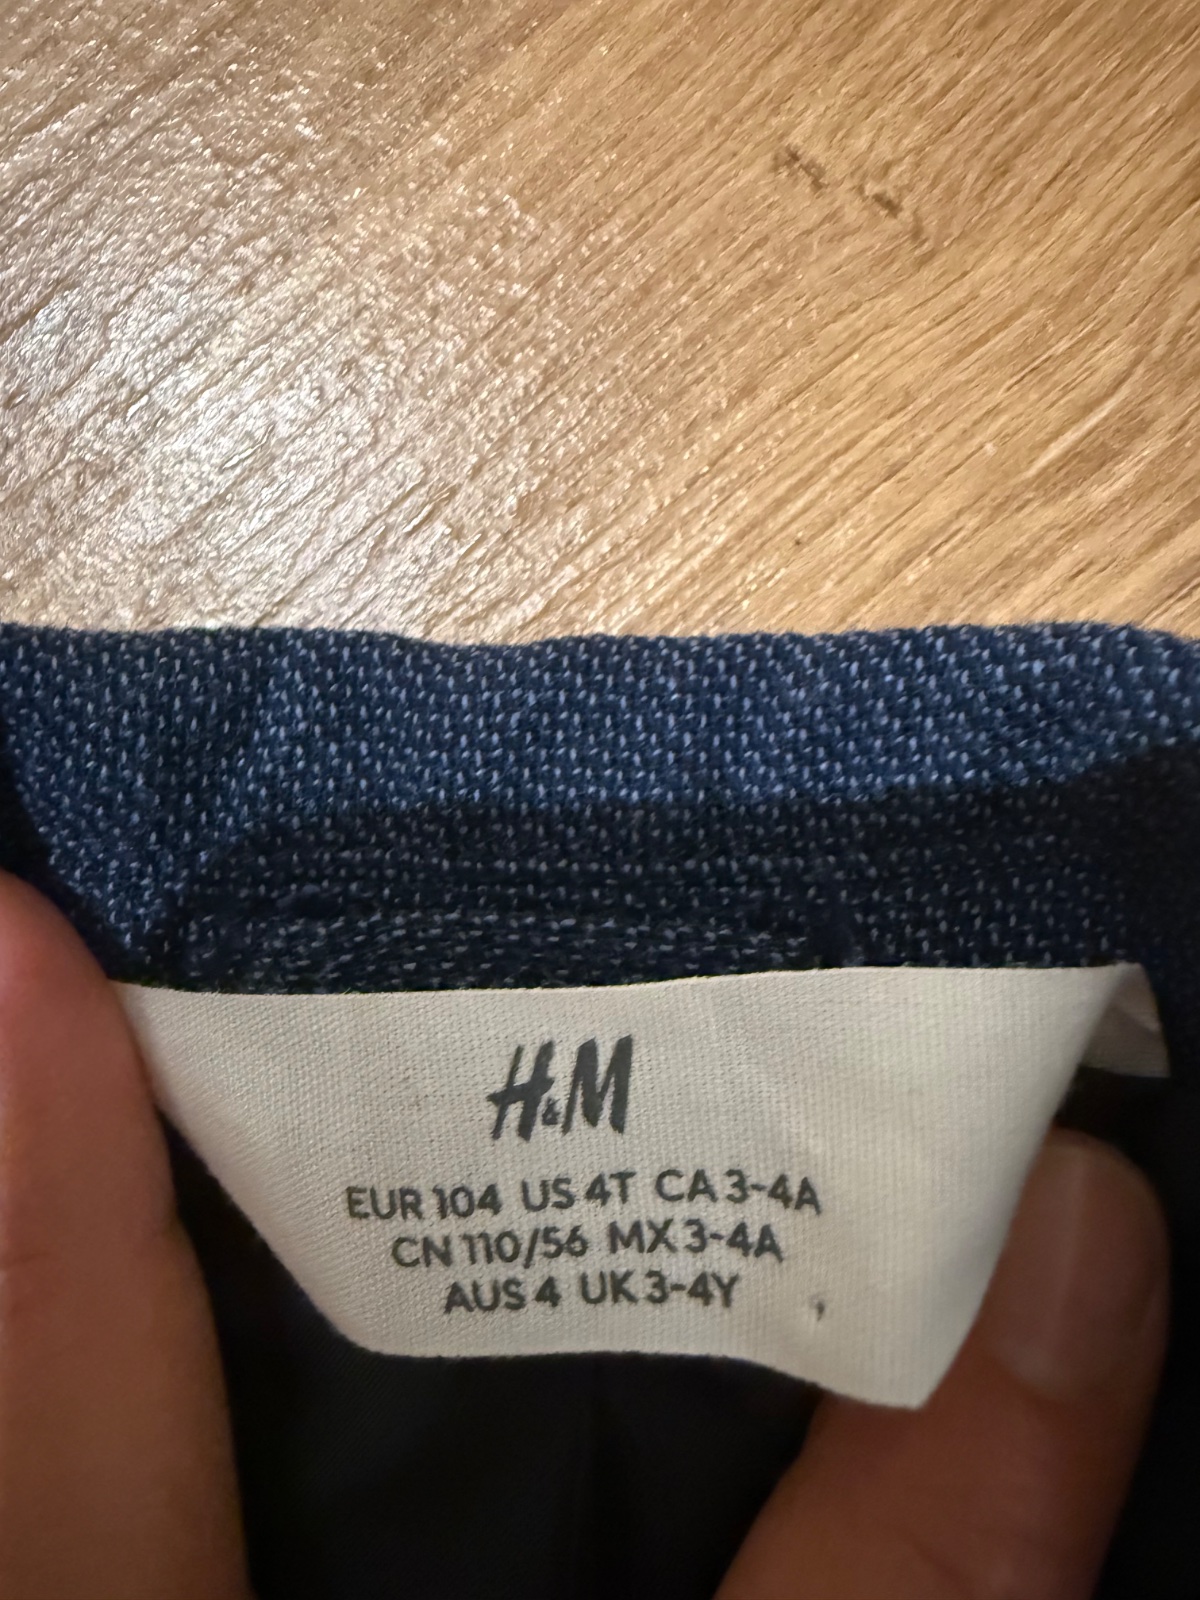 H&M
EUR 104 US 4T CA 3-4A
CN 110/56 MX 3-4A
AUS 4 UK 3-4Y